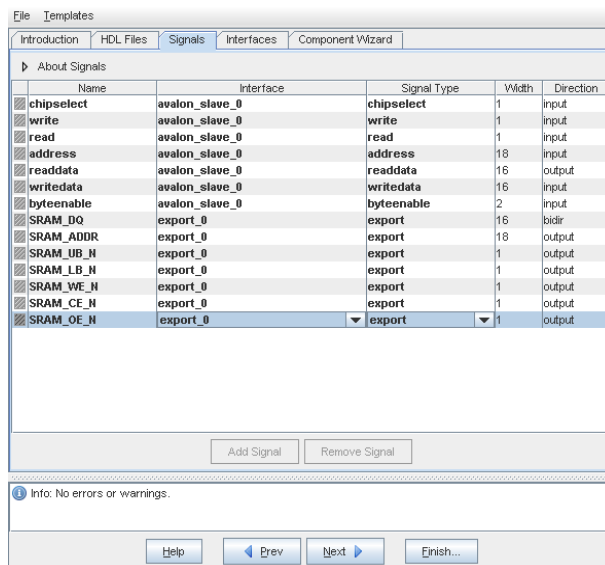 File Templates
Introduction HDL Files Signals Interfaces Component Wizard
About Signals
Name Interface Signal Type Width Direction
chipselect avalon_slave_0 chipselect 1 input
write avalon_slave_0 write 1 input
read avalon_slave_0 read 1 input
address avalon_slave_0 address 18 input
readdata avalon_slave_0 readdata 16 output
writedata avalon_slave_0 writedata 16 input
byteenable avalon_slave_0 byteenable 2 input
SRAM_DQ export_0 export 16 bidir
SRAM_ADDR export_0 export 18 output
SRAM_UB_N export_0 export 1 output
SRAM_LB_N export_0 export 1 output
SRAM_WE_N export_0 export 1 output
SRAM_CE_N export_0 export 1 output
SRAM_OE_N export_0 export 1 output
Add Signal Remove Signal
Info: No errors or warnings.
Help Prev Next Finish...